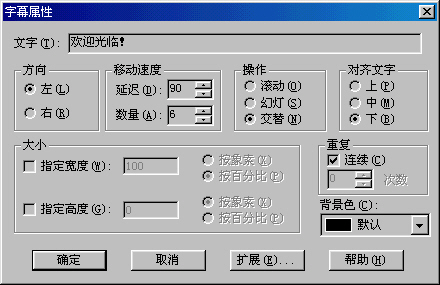 字幕属性
文字(T): 欢迎光临!
方向 移动速度 操作 对齐文字
左(L) 延迟(D): 90 滚动(O) 上(P)
右(R) 数量(A): 6 幻灯(S) 中(M)
交替(N) 下(B)
大小 重复
指定宽度(W): 100 按象索(X) 连续(C)
按百分比(P) 0 次数
指定高度(G): 0 按象索(X) 背景色(C):
按百分比(P) 默认
确定 取消 扩展(E)... 帮助(H)